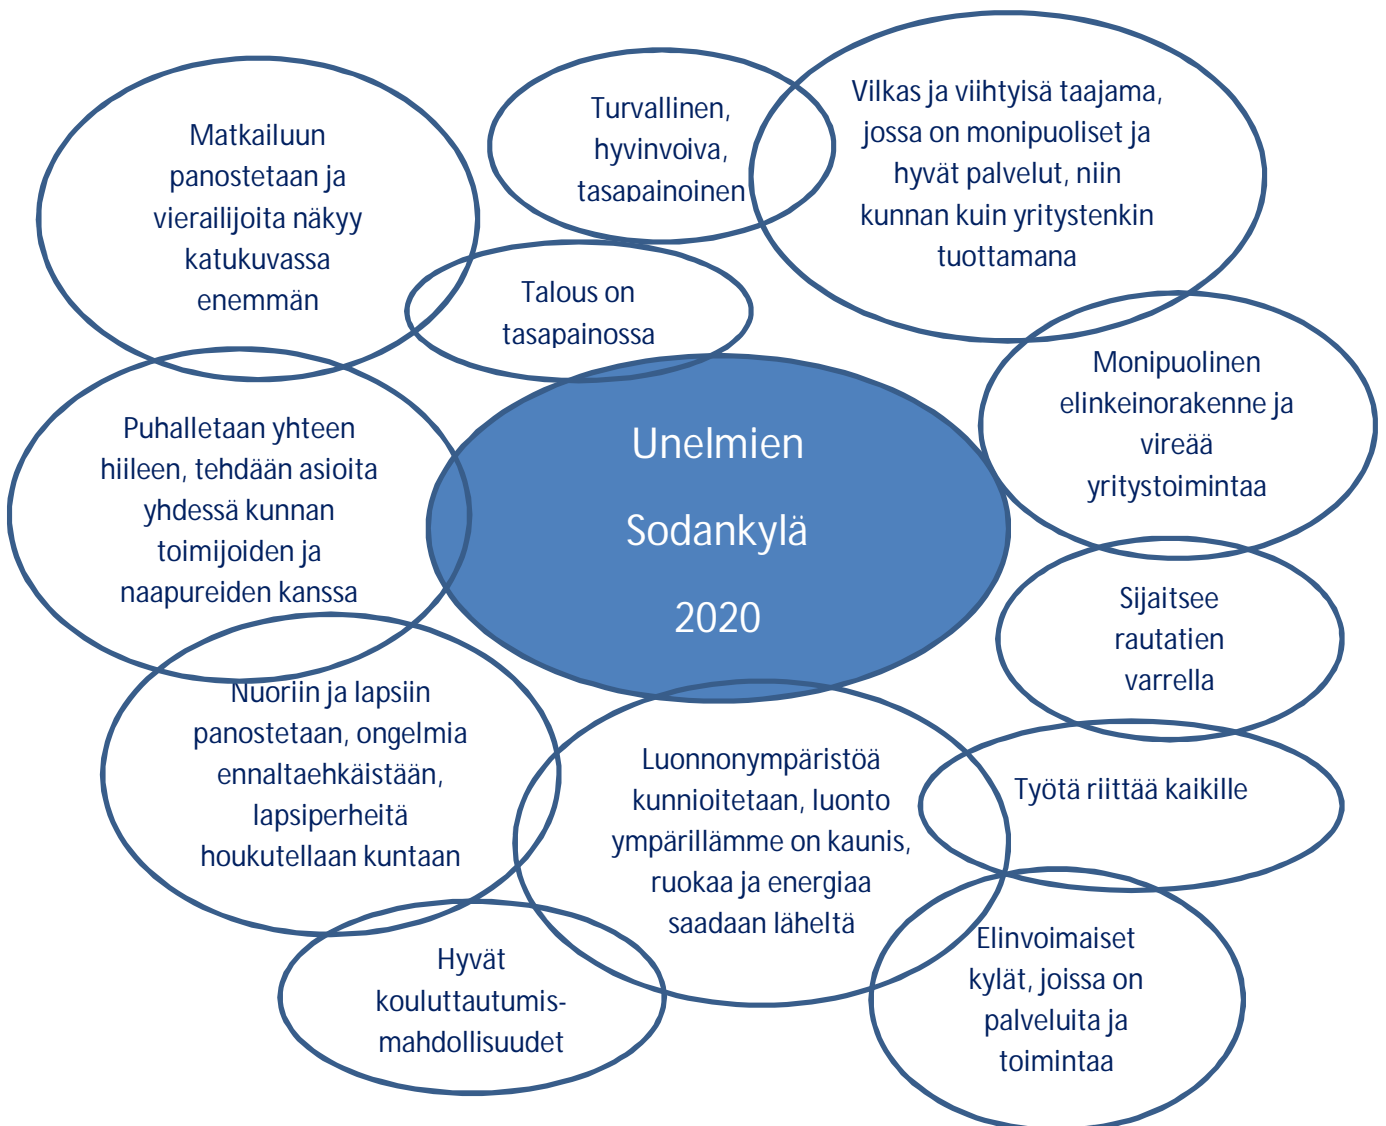 Matkailuun
panostetaan ja
vierailijoita näkyy
katukuvassa
enemmän
Turvallinen,
hyvinvoiva,
tasapainoinen
Vilkas ja viihtyisä taajama,
jossa on monipuoliset ja
hyvät palvelut, niin
kunnan kuin yritystenkin
tuottamana
Talous on
tasapainossa
Monipuolinen
elinkeinorakenne ja
vireää
yritystoimintaa
Puhalletaan yhteen
hiileen, tehdään asioita
yhdessä kunnan
toimijoiden ja
naapureiden kanssa
Unelmien
Sodankylä
2020
Sijaitsee
rautatien
varrella
Nuoriin ja lapsiin
panostetaan, ongelmia
ennaltaehkäistään,
lapsiperheitä
houkutellaan kuntaan
Luonnonympäristöä
kunnioitetaan, luonto
ympärillämme on kaunis,
ruokaa ja energiaa
saadaan läheltä
Työtä riittää kaikille
Hyvät
kouluttautumis-
mahdollisuudet
Elinvoimaiset
kylät, joissa on
palveluita ja
toimintaa